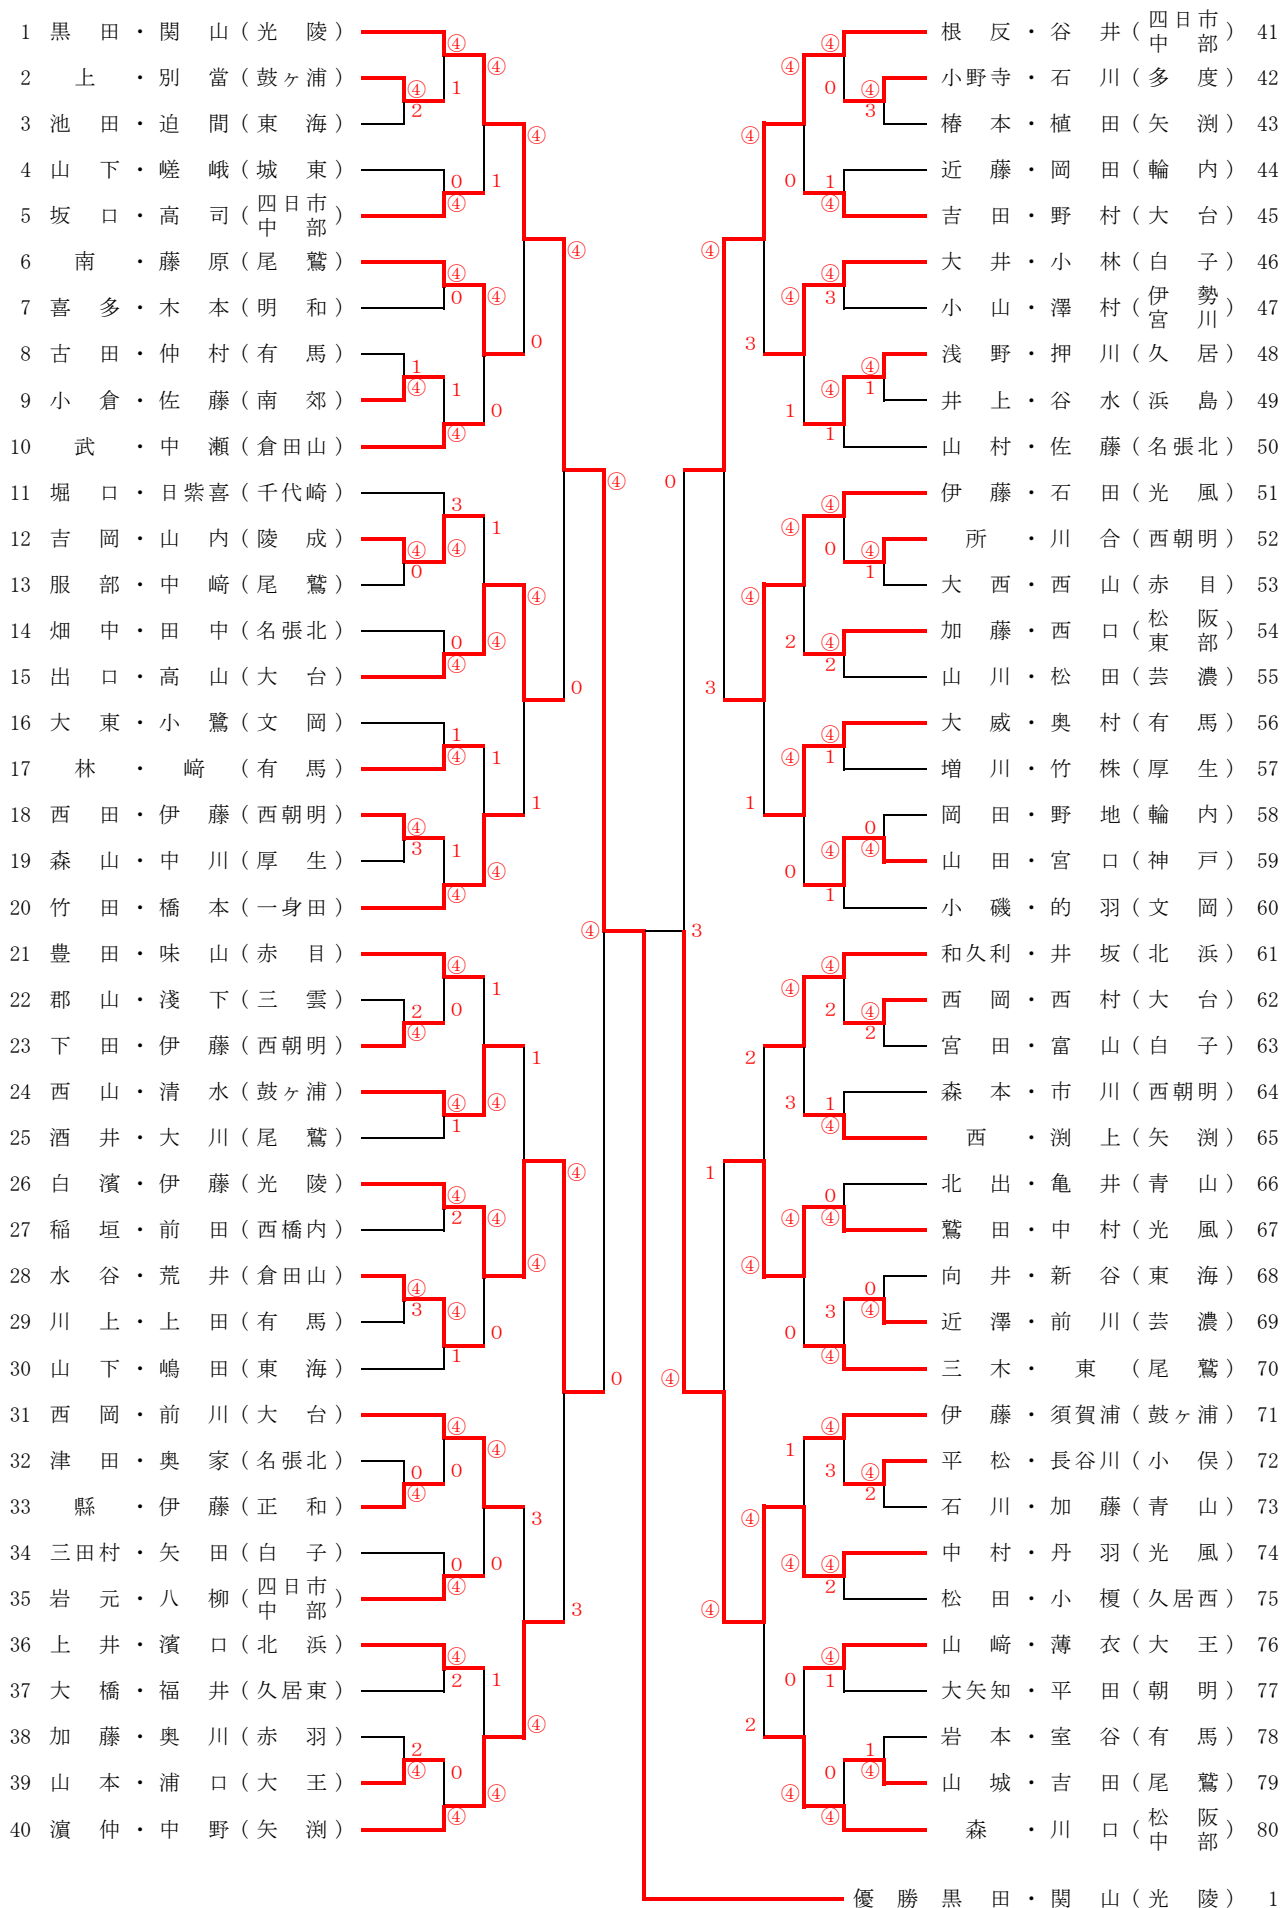 1 黒田・関山(光陵)
2 上・別當(鼓ヶ浦)
3 池田・迫間(東海)
4 山下・嵯峨(城東)
5 坂口・高司(四日市中部)
6 南・藤原(尾鷲)
7 喜多・木本(明和)
8 古田・仲村(有馬)
9 小倉・佐藤(南郊)
10 武・中瀬(倉田山)
11 堀口・日紫喜(千代崎)
12 吉岡・山内(陵成)
13 服部・中﨑(尾鷲)
14 畑中・田中(名張北)
15 出口・高山(大台)
16 大東・小鷺(文岡)
17 林・﨑(有馬)
18 西田・伊藤(西朝明)
19 森山・中川(厚生)
20 竹田・橋本(一身田)
21 豊田・味山(赤目)
22 郡山・淺下(三雲)
23 下田・伊藤(西朝明)
24 西山・清水(鼓ヶ浦)
25 酒井・大川(尾鷲)
26 白濱・伊藤(光陵)
27 稲垣・前田(西橋内)
28 水谷・荒井(倉田山)
29 川上・上田(有馬)
30 山下・嶋田(東海)
31 西岡・前川(大台)
32 津田・奥家(名張北)
33 縣・伊藤(正和)
34 三田村・矢田(白子)
35 岩元・八柳(四日市中部)
36 上井・濱口(北浜)
37 大橋・福井(久居東)
38 加藤・奥川(赤羽)
39 山本・浦口(大王)
40 濵仲・中野(矢渕)
根反・谷井(四日市中部) 41
小野寺・石川(多度) 42
椿本・植田(矢渕) 43
近藤・岡田(輪内) 44
吉田・野村(大台) 45
大井・小林(白子) 46
小山・澤村(伊勢宮川) 47
浅野・押川(久居) 48
井上・谷水(浜島) 49
山村・佐藤(名張北) 50
伊藤・石田(光風) 51
所・川合(西朝明) 52
大西・西山(赤目) 53
加藤・西口(松阪東部) 54
山川・松田(芸濃) 55
大威・奥村(有馬) 56
増川・竹株(厚生) 57
岡田・野地(輪内) 58
山田・宮口(神戸) 59
小磯・的羽(文岡) 60
和久利・井坂(北浜) 61
西岡・西村(大台) 62
宮田・富山(白子) 63
森本・市川(西朝明) 64
西・渕上(矢渕) 65
北出・亀井(青山) 66
鷲田・中村(光風) 67
向井・新谷(東海) 68
近澤・前川(芸濃) 69
三木・東(尾鷲) 70
伊藤・須賀浦(鼓ヶ浦) 71
平松・長谷川(小俣) 72
石川・加藤(青山) 73
中村・丹羽(光風) 74
松田・小榎(久居西) 75
山﨑・薄衣(大王) 76
大矢知・平田(朝明) 77
岩本・室谷(有馬) 78
山城・吉田(尾鷲) 79
森・川口(松阪中部) 80
優勝 黒田・関山(光陵) 1